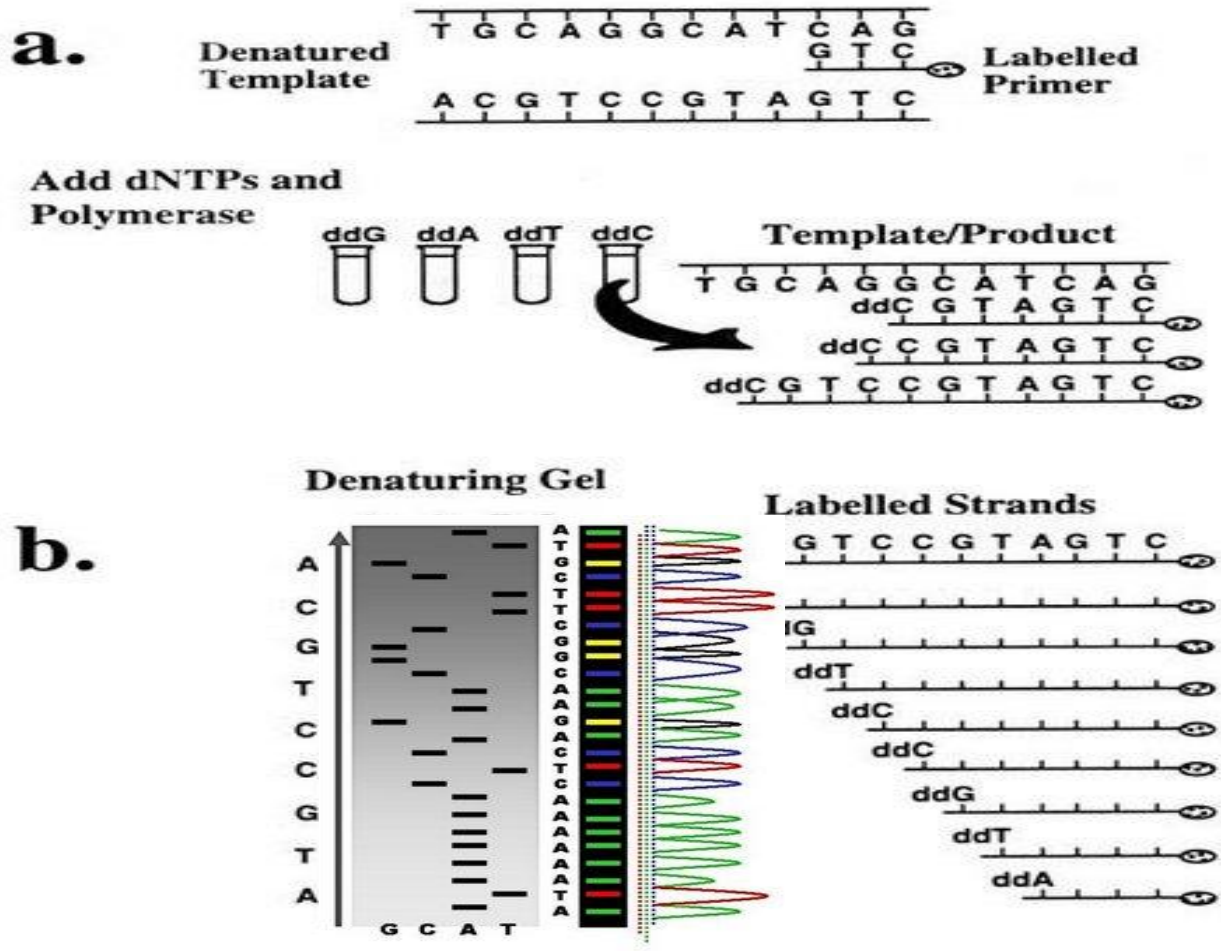 a.
Denatured
Template
T G C A G G C A T C A G
G T C
Labelled
Primer
A C G T C C G T A G T C
Add dNTPs and
Polymerase
ddG ddA ddT ddC
Template/Product
T G C A G G C A T C A G
ddC G T A G T C
ddC C G T A G T C
ddC G T C C G T A G T C
b.
Denaturing Gel
A
C
G
T
C
C
G
T
A
A
T
G
C
T
T
C
G
G
C
A
A
G
A
C
T
C
A
A
A
A
A
A
T
A
G C A T
Labelled Strands
G T C C G T A G T C
G
ddT
ddC
ddC
ddG
ddT
ddA